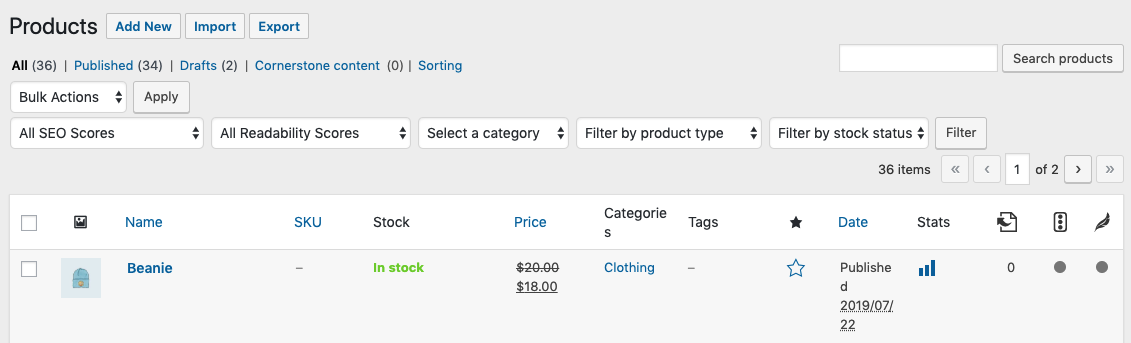 Products Add New Import Export
All (36) | Published (34) | Drafts (2) | Cornerstone content (0) | Sorting
Search products
Bulk Actions Apply
All SEO Scores All Readability Scores Select a category Filter by product type Filter by stock status Filter
36 items « ‹ 1 of 2 › »
Name SKU Stock Price Categorie
s Tags Date Stats
Beanie – In stock $20.00 Clothing – Publishe 0
$18.00 d
2019/07/
22